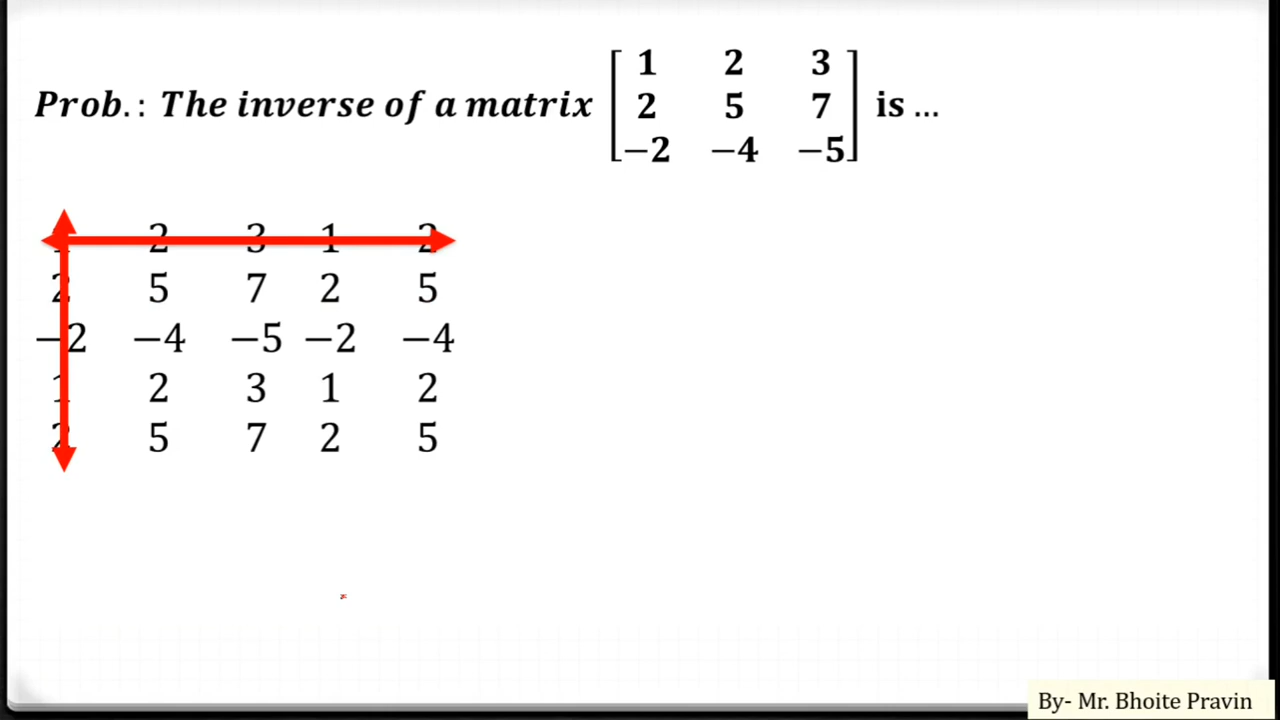 Prob.: The inverse of a matrix [1 2 3
2 5 7
−2 −4 −5] is ...
1 2 3 1 2
2 5 7 2 5
−2 −4 −5 −2 −4
1 2 3 1 2
2 5 7 2 5
By- Mr. Bhoite Pravin